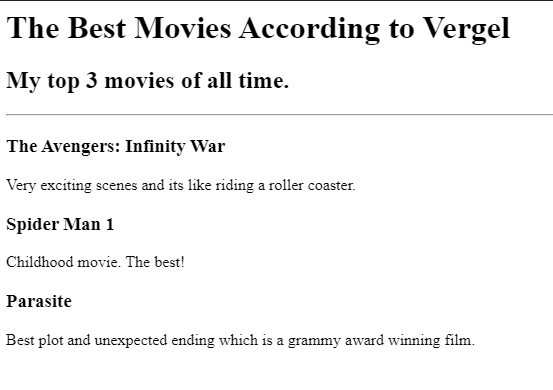 The Best Movies According to Vergel
My top 3 movies of all time.
The Avengers: Infinity War
Very exciting scenes and its like riding a roller coaster.
Spider Man 1
Childhood movie. The best!
Parasite
Best plot and unexpected ending which is a grammy award winning film.